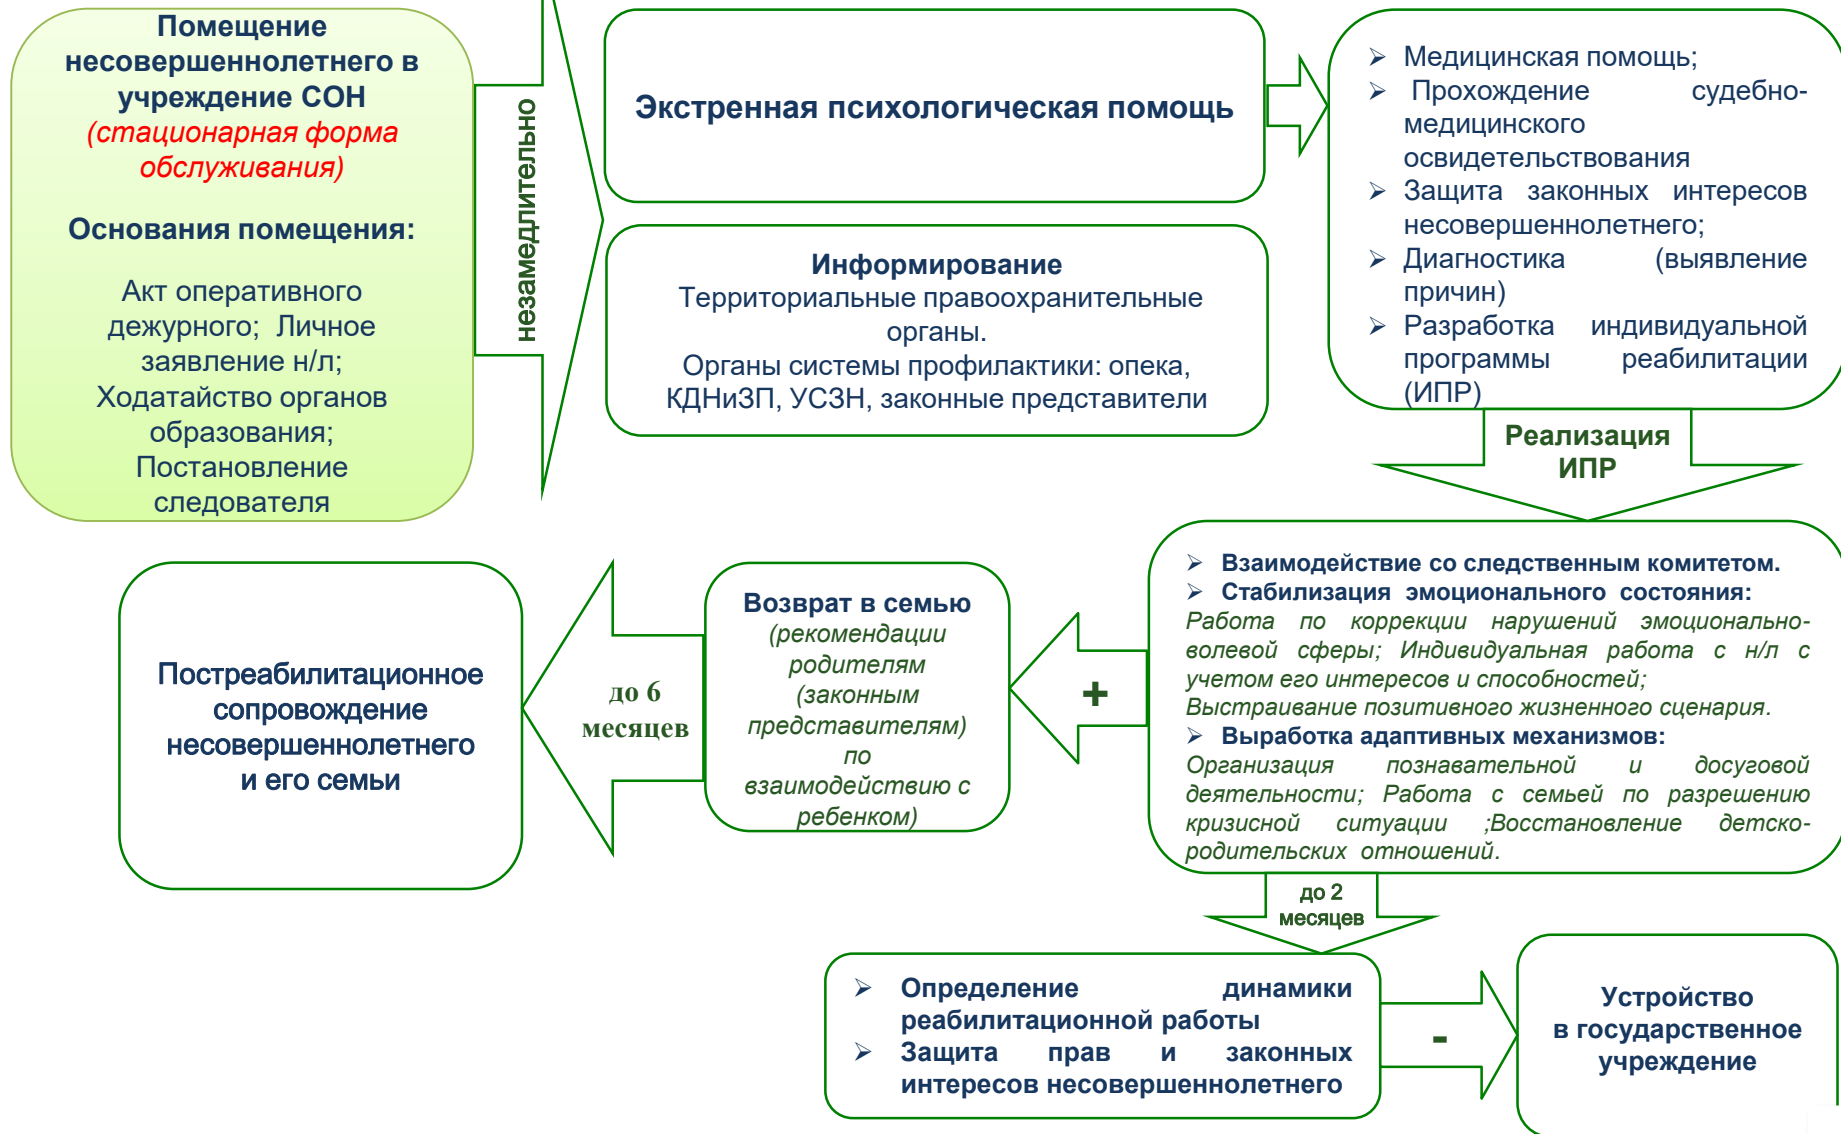 Помещение
несовершеннолетнего в
учреждение СОН
(стационарная форма
обслуживания)
Основания помещения:
Акт оперативного
дежурного; Личное
заявление н/л;
Ходатайство органов
образования;
Постановление
следователя
незамедлительно
Экстренная психологическая помощь
Информирование
Территориальные правоохранительные
органы.
Органы системы профилактики: опека,
КДНиЗП, УСЗН, законные представители
➢ Медицинская помощь;
➢ Прохождение судебно-
медицинского
освидетельствования
➢ Защита законных интересов
несовершеннолетнего;
➢ Диагностика (выявление
причин)
➢ Разработка индивидуальной
программы реабилитации
(ИПР)
Реализация
ИПР
➢ Взаимодействие со следственным комитетом.
➢ Стабилизация эмоционального состояния:
Работа по коррекции нарушений эмоционально-
волевой сферы; Индивидуальная работа с н/л с
учетом его интересов и способностей;
Выстраивание позитивного жизненного сценария.
➢ Выработка адаптивных механизмов:
Организация познавательной и досуговой
деятельности; Работа с семьей по разрешению
кризисной ситуации ;Восстановление детско-
родительских отношений.
+
Возврат в семью
(рекомендации
родителям
(законным
представителям)
по
взаимодействию с
ребенком)
до 6
месяцев
Постреабилитационное
сопровождение
несовершеннолетнего
и его семьи
до 2
месяцев
➢ Определение динамики
реабилитационной работы
➢ Защита прав и законных
интересов несовершеннолетнего
-
Устройство
в государственное
учреждение